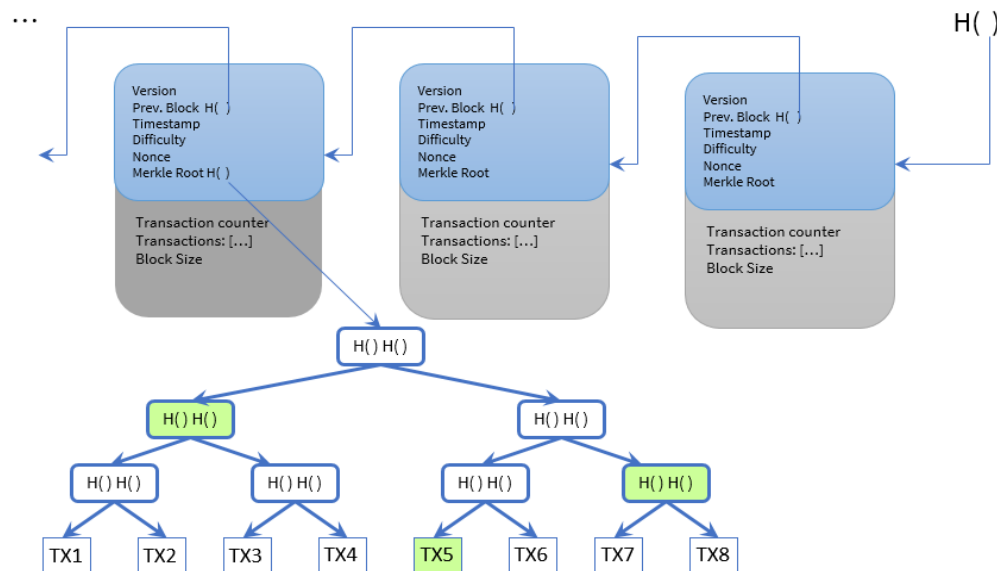 ...
H( )
Version
Prev. Block H( )
Timestamp
Difficulty
Nonce
Merkle Root H( )
Transaction counter
Transactions: [...]
Block Size
Version
Prev. Block H( )
Timestamp
Difficulty
Nonce
Merkle Root
Transaction counter
Transactions: [...]
Block Size
Version
Prev. Block H( )
Timestamp
Difficulty
Nonce
Merkle Root
Transaction counter
Transactions: [...]
Block Size
H( ) H( )
H( ) H( )
H( ) H( )
H( ) H( )
H( ) H( )
H( ) H( )
H( ) H( )
TX1
TX2
TX3
TX4
TX5
TX6
TX7
TX8